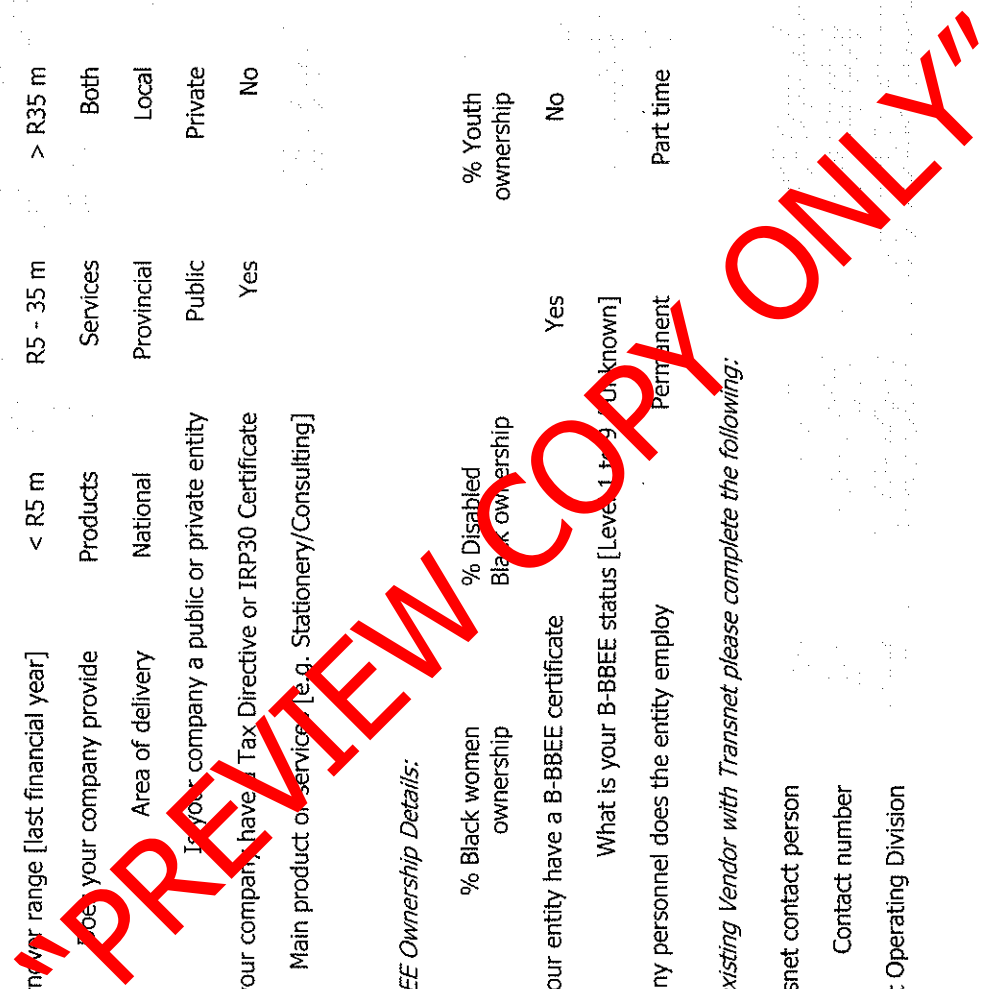 rnover range [last financial year] < R5 m R5 - 35 m > R35 m
Does your company provide Products Services Both
Area of delivery National Provincial Local
Is your company a public or private entity Public Private
our company have a Tax Directive or IRP30 Certificate Yes No
Main product or services [e.g. Stationery/Consulting]
EE Ownership Details:
% Black women % Disabled % Youth
ownership Black ownership ownership
our entity have a B-BBEE certificate Yes No
What is your B-BBEE status [Level 1 to 9 Unknown]
ny personnel does the entity employ Permanent Part time
xisting Vendor with Transnet please complete the following:
snet contact person
Contact number
Operating Division
"PREVIEW COPY ONLY"